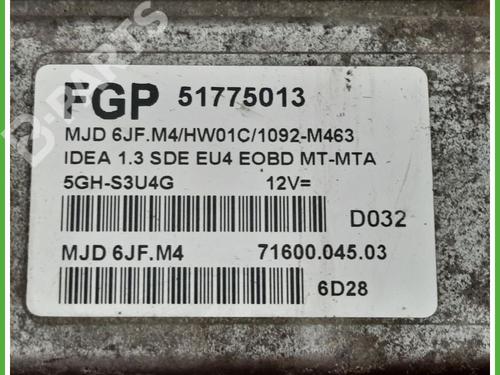 B-PARTS
FGP 51775013
MJD 6JF.M4/HW01C/1092-M463
IDEA 1.3 SDE EU4 EOBD MT-MTA
5GH-S3U4G 12V=
D032
MJD 6JF.M4 71600.045.03
6D28